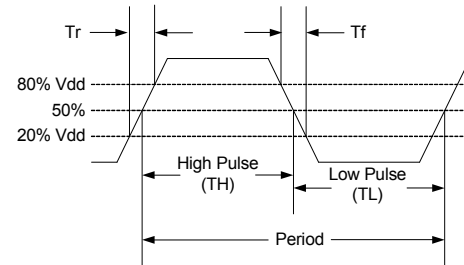 Tr
Tf
80% Vdd
50%
20% Vdd
High Pulse
(TH)
Low Pulse
(TL)
Period